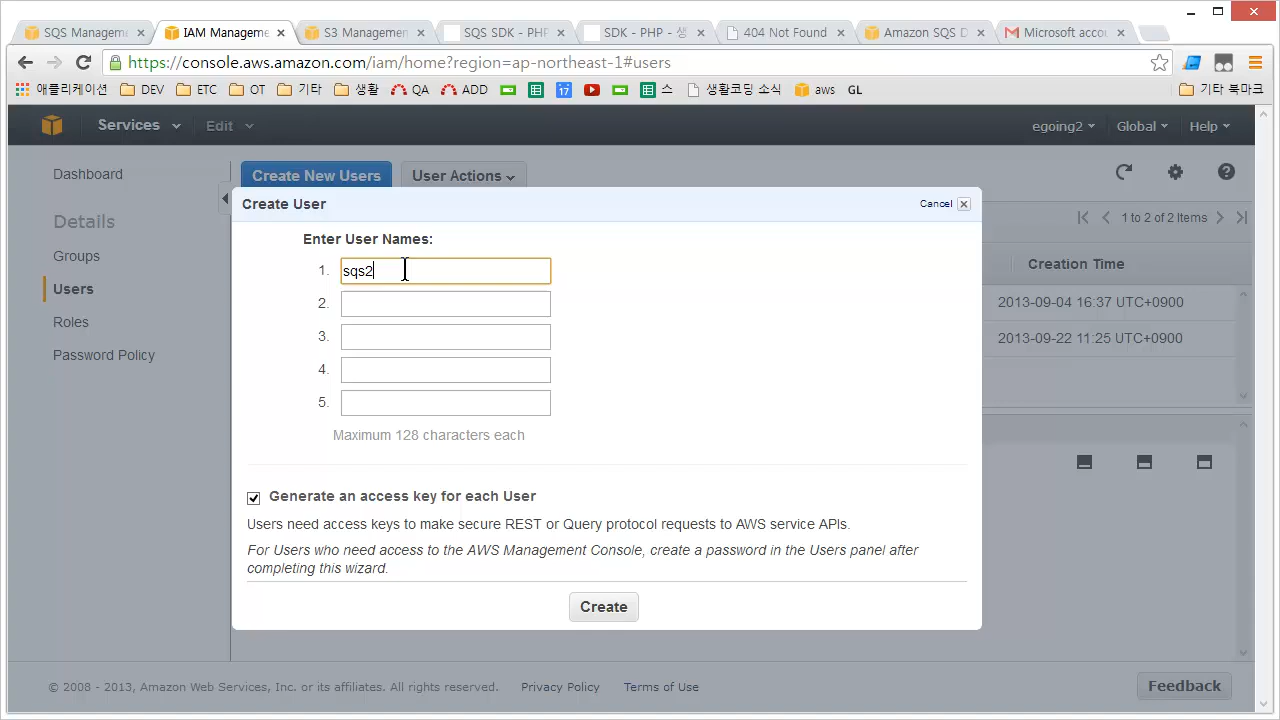 SQS Managem
IAM Manageme
S3 Management
SQS SDK - PHP
SDK - PHP - 생
404 Not Found
Amazon SQS D
Microsoft accou
https://console.aws.amazon.com/iam/home?region=ap-northeast-1#users
애플리케이션 DEV ETC OT 기타 생활 QA ADD 17 스 생활코딩 소식 aws GL 기타 북마크
Services Edit egoing2 Global Help
Dashboard
Details
Groups
Users
Roles
Password Policy
Create New Users User Actions
1 to 2 of 2 Items
Creation Time
2013-09-04 16:37 UTC+0900
2013-09-22 11:25 UTC+0900
Create User Cancel
Enter User Names:
1. sqs2
2.
3.
4.
5.
Maximum 128 characters each
Generate an access key for each User
Users need access keys to make secure REST or Query protocol requests to AWS service APIs.
For Users who need access to the AWS Management Console, create a password in the Users panel after
completing this wizard.
Create
© 2008 - 2013, Amazon Web Services, Inc. or its affiliates. All rights reserved. Privacy Policy Terms of Use Feedback